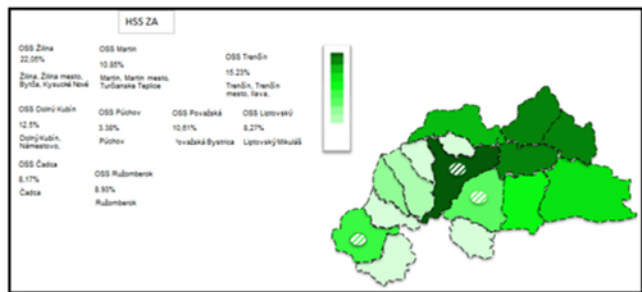 HSS ZA
OSS Žilina
22,05%
Žilina, Žilina mesto,
Bytča, Kysucké Nové
OSS Martin
10.85%
Martin, Martin mesto,
Turčianske Teplice
OSS Trenčín
15.23%
Trenčín, Trenčín
mesto, Ilava,
OSS Dolný Kubín
12.5%
Dolný Kubín,
Námestovo,
OSS Púchov
3.38%
Púchov
OSS Považská
10,61%
Považská Bystrica
OSS Liptovský
8,27%
Liptovský Mikuláš
OSS Čadca
8,17%
Čadca
OSS Ružomberok
8.93%
Ružomberok